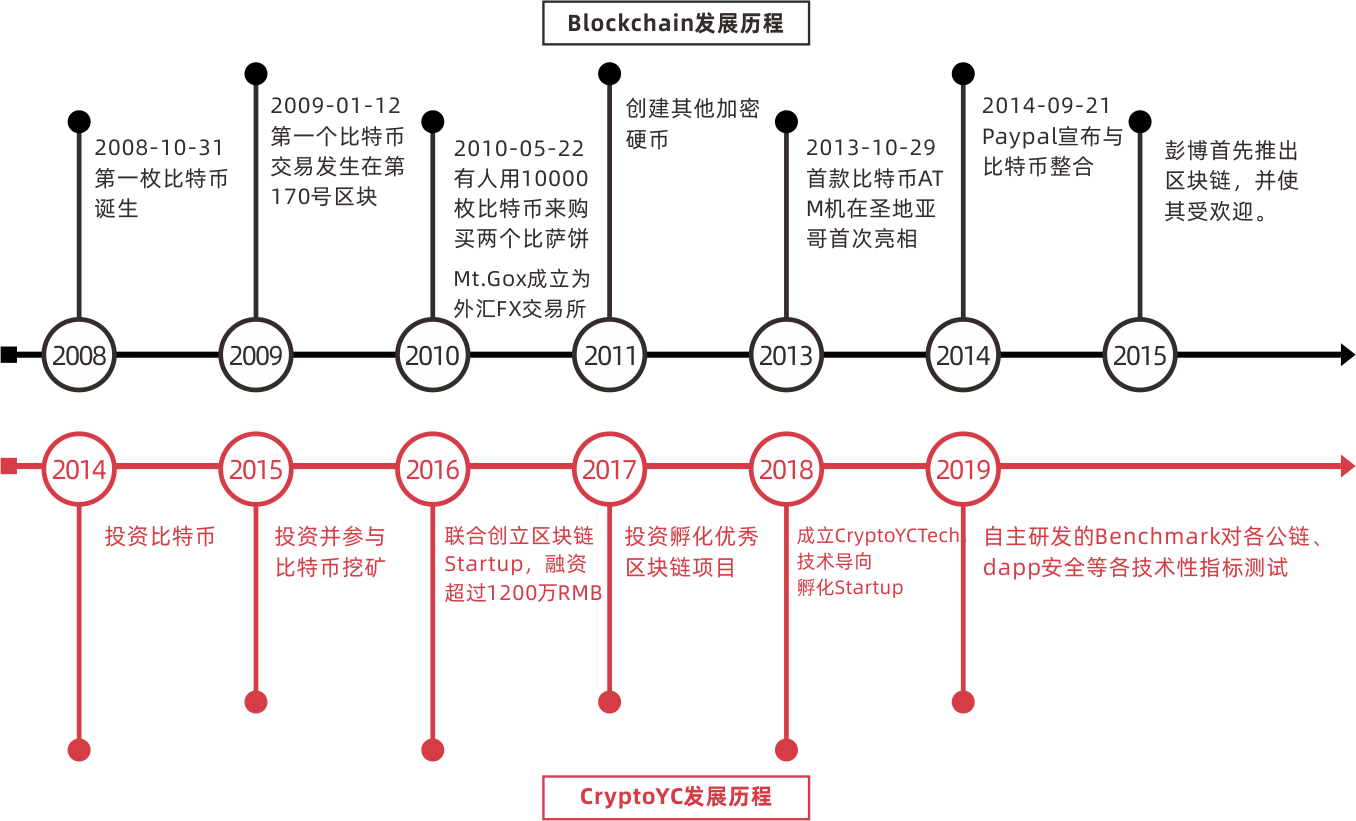 Blockchain发展历程
2008-10-31
第一枚比特币
诞生
2009-01-12
第一个比特币
交易发生在第
170号区块
2010-05-22
有人用10000
枚比特币来购
买两个比萨饼
Mt.Gox成立为
外汇FX交易所
创建其他加密
硬币
2013-10-29
首款比特币AT
M机在圣地亚
哥首次亮相
2014-09-21
Paypal宣布与
比特币整合
彭博首先推出
区块链，并使
其受欢迎。
2008
2009
2010
2011
2013
2014
2015
2014
2015
2016
2017
2018
2019
投资比特币
投资并参与
比特币挖矿
联合创立区块链
Startup，融资
超过1200万RMB
投资孵化优秀
区块链项目
成立CryptoYCTech，
技术导向
孵化Startup
自主研发的Benchmark对各公链、
dapp安全等各技术性指标测试
CryptoYC发展历程